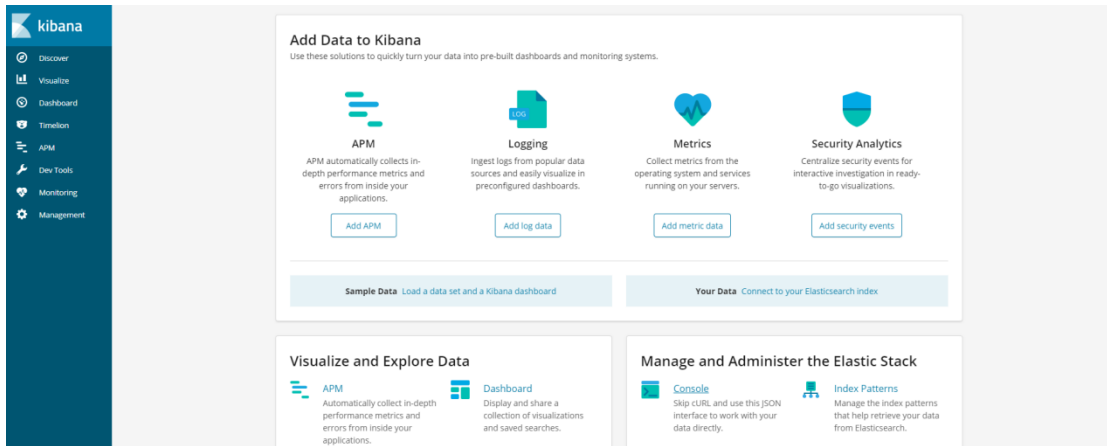 kibana
Discover
Visualize
Dashboard
Timelion
APM
Dev Tools
Monitoring
Management
Add Data to Kibana
Use these solutions to quickly turn your data into pre-built dashboards and monitoring systems.
APM
APM automatically collects in-
depth performance metrics and
errors from inside your
applications.
Add APM
LOG
Logging
Ingest logs from popular data
sources and easily visualize in
preconfigured dashboards.
Add log data
Metrics
Collect metrics from the
operating system and services
running on your servers.
Add metric data
Security Analytics
Centralize security events for
interactive investigation in ready-
to-go visualizations.
Add security events
Sample Data Load a data set and a Kibana dashboard
Your Data Connect to your Elasticsearch index
Visualize and Explore Data
APM
Automatically collect in-depth
performance metrics and
errors from inside your
applications.
Dashboard
Display and share a
collection of visualizations
and saved searches.
Manage and Administer the Elastic Stack
Console
Skip cURL and use this JSON
interface to work with your
data directly.
Index Patterns
Manage the index patterns
that help retrieve your data
from Elasticsearch.